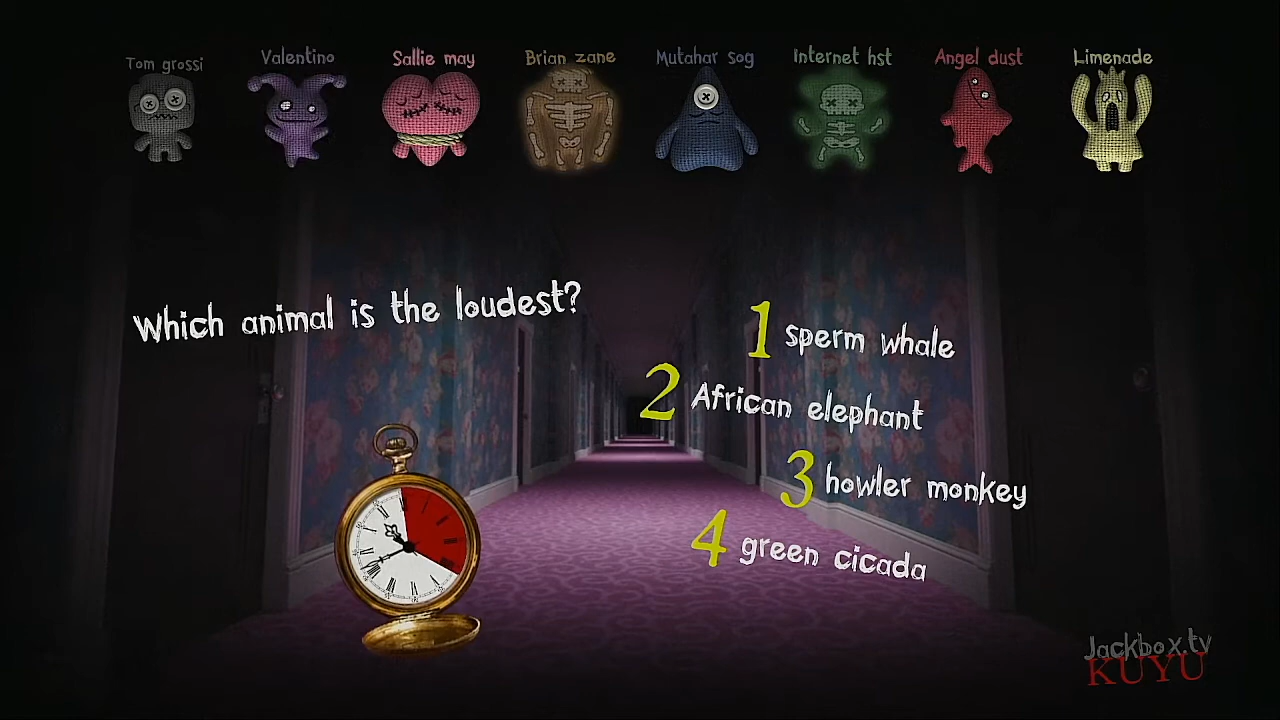 Tom grossi
Valentino
Sallie may
Brian zane
Mutahar sog
Internet hst
Angel dust
Limenade
Which animal is the loudest?
1 sperm whale
2 African elephant
3 howler monkey
4 green cicada
Jackbox.tv
KUYU